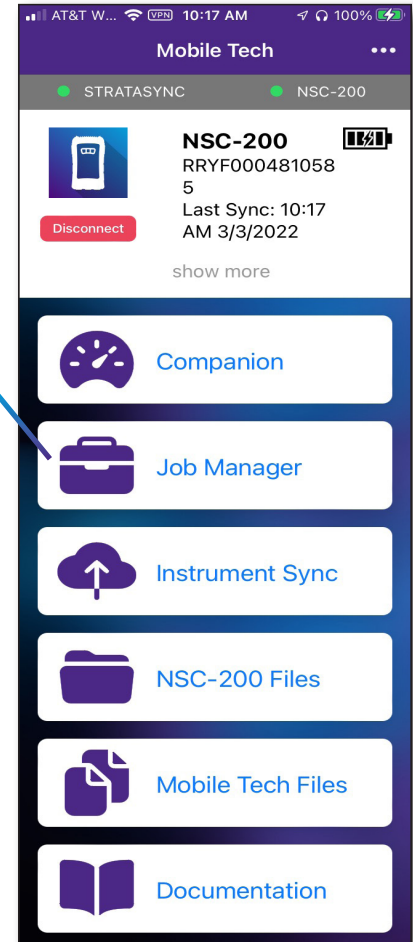 AT&T W... VPN 10:17 AM 100%
Mobile Tech
STRATASYNC NSC-200
NSC-200
RRYF000481058
5
Last Sync: 10:17
AM 3/3/2022
Disconnect
show more
Companion
Job Manager
Instrument Sync
NSC-200 Files
Mobile Tech Files
Documentation